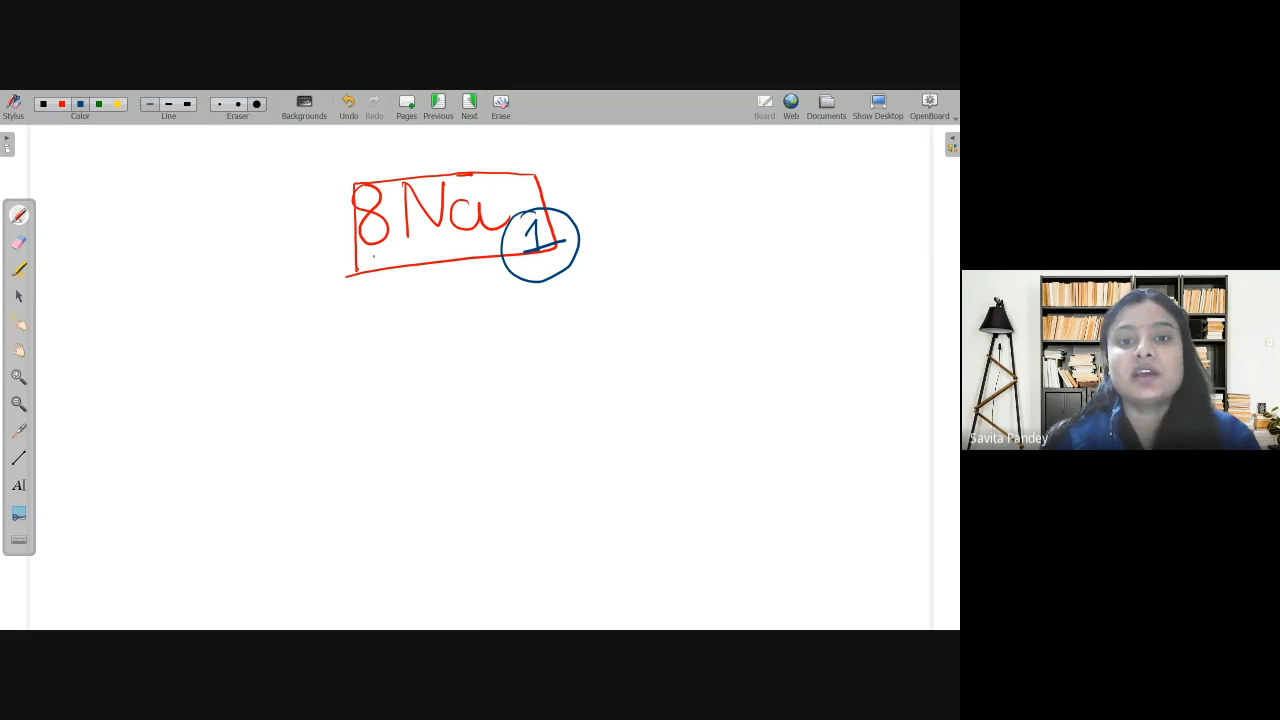 Stylus
Color
Line
Eraser
Backgrounds
Undo
Redo
Pages
Previous
Next
Erase
Board
Web
Documents
Show Desktop
OpenBoard
8 Na 1
Savita Pandey